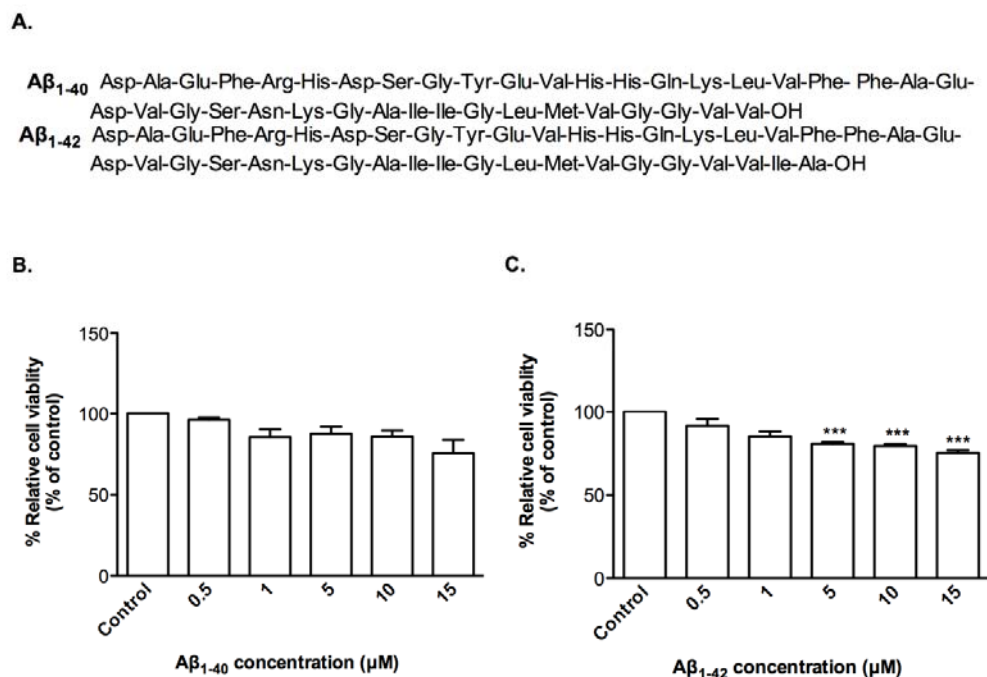 A.
Aβ1-40 Asp-Ala-Glu-Phe-Arg-His-Asp-Ser-Gly-Tyr-Glu-Val-His-His-Gln-Lys-Leu-Val-Phe- Phe-Ala-Glu-
Asp-Val-Gly-Ser-Asn-Lys-Gly-Ala-Ile-Ile-Gly-Leu-Met-Val-Gly-Gly-Val-Val-OH
Aβ1-42 Asp-Ala-Glu-Phe-Arg-His-Asp-Ser-Gly-Tyr-Glu-Val-His-His-Gln-Lys-Leu-Val-Phe-Phe-Ala-Glu-
Asp-Val-Gly-Ser-Asn-Lys-Gly-Ala-Ile-Ile-Gly-Leu-Met-Val-Gly-Gly-Val-Val-Ile-Ala-OH
B.
% Relative cell viablity
(% of control)
150
100
50
0
Control
0.5
1
5
10
15
Aβ1-40 concentration (µM)
C.
% Relative cell viablity
(% of control)
150
100
50
0
***
***
***
Control
0.5
1
5
10
15
Aβ1-42 concentration (µM)